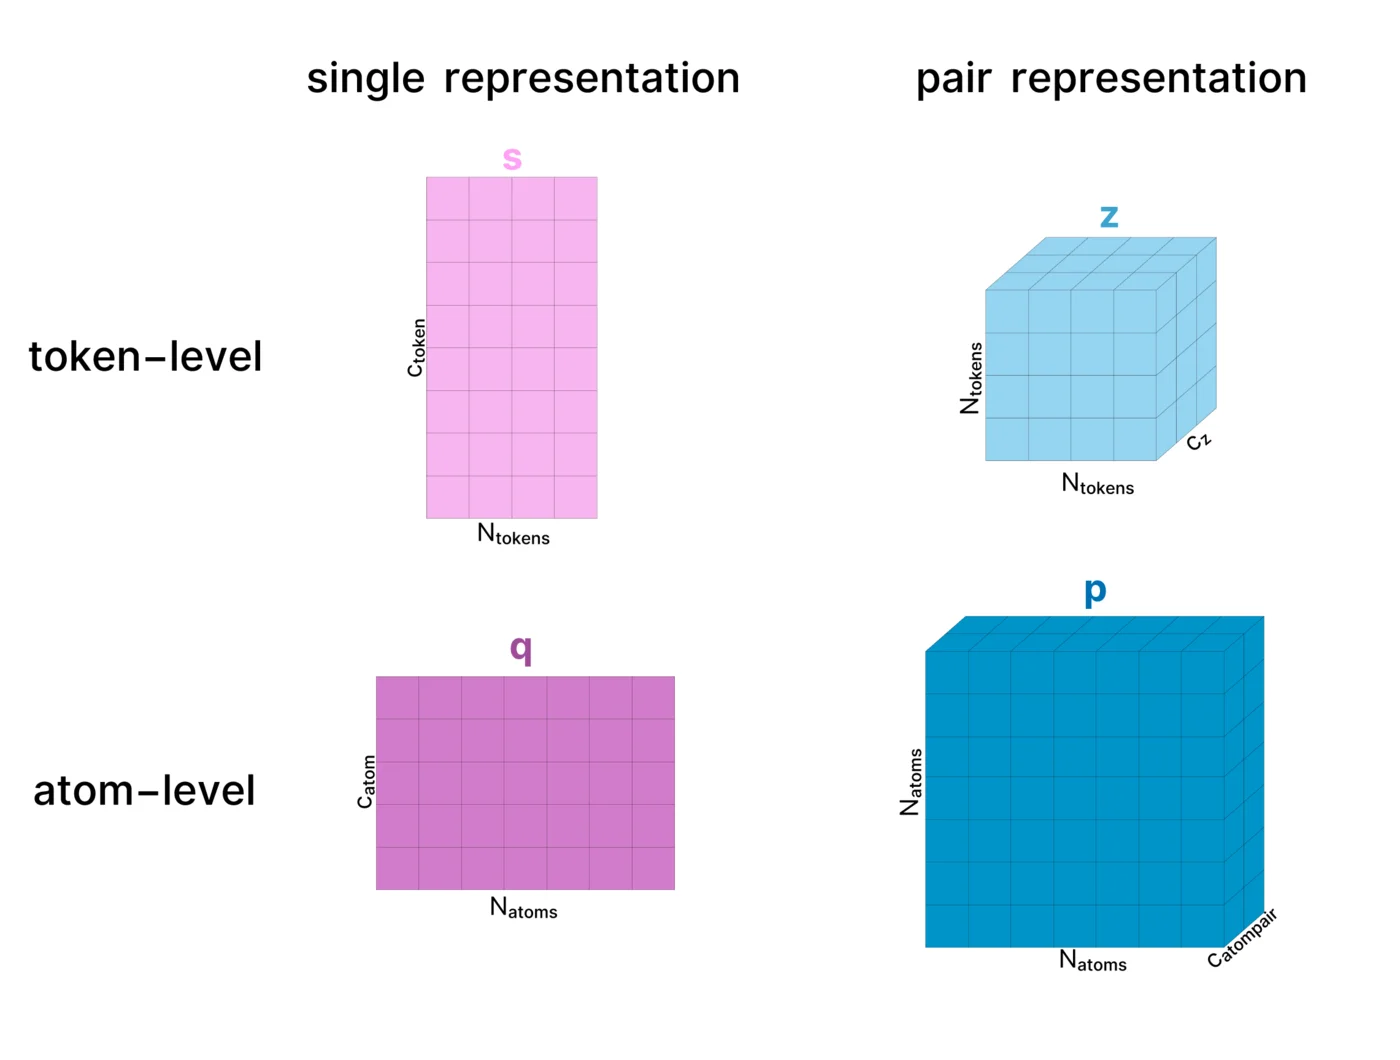 single representation
pair representation
s
z
token-level
Ctoken
Ntokens
Ntokens
Ntokens
Cz
q
p
atom-level
Catom
Natoms
Natoms
Natoms
Catompair